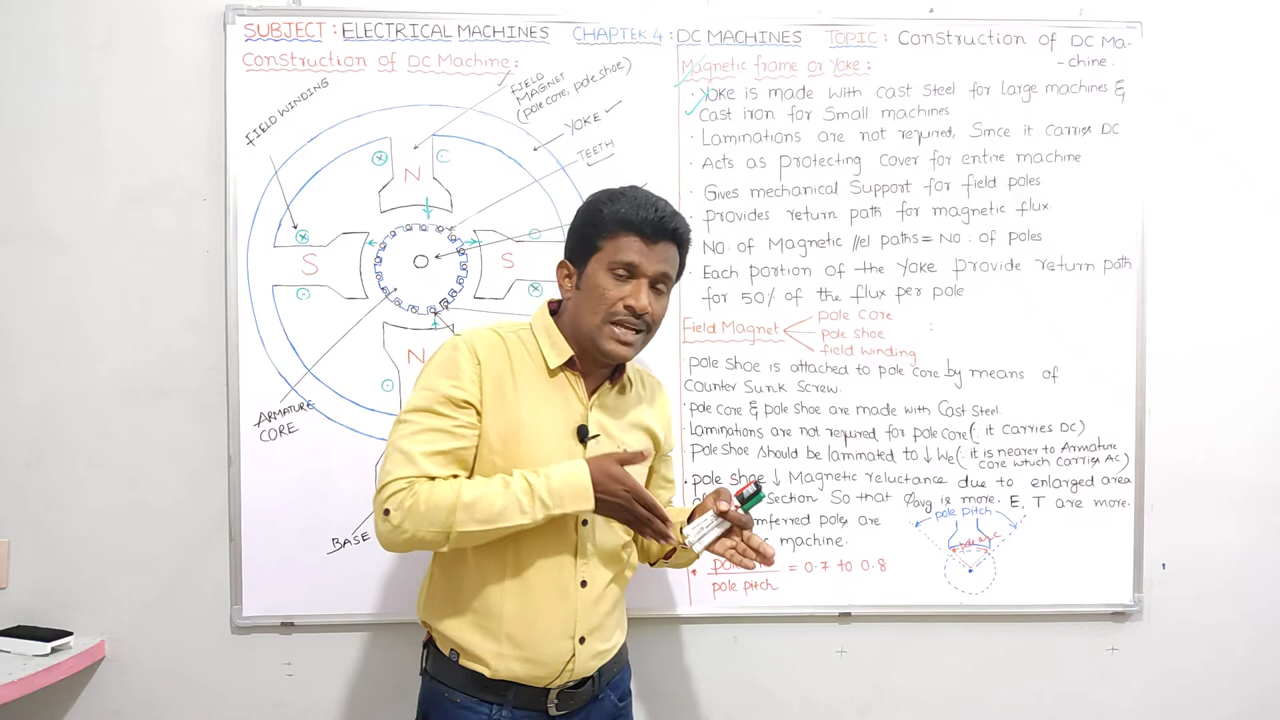 SUBJECT : ELECTRICAL MACHINES CHAPTER 4 : DC MACHINES TOPIC : Construction of DC Ma-
-chine.
Construction of DC Machine :
FIELD WINDING
FIELD
MAGNET
(pole core, pole shoe)
YOKE
TEETH
N
S
S
N
ARMATURE
CORE
BASE
Magnetic frame or Yoke :
· Yoke is made with cast Steel for large machines &
Cast iron for Small machines
· Laminations are not required, Since it carries DC
· Acts as protecting cover for entire machine
· Gives mechanical Support for field poles
· provides return path for magnetic flux.
· No. of Magnetic //el paths = No. of poles
· Each portion of the Yoke provide return path
for 50% of the flux per pole
Field Magnet
pole core
pole shoe
field winding
· pole shoe is attached to pole core by means of
Counter Sunk Screw.
· pole core & pole shoe are made with Cast Steel.
· Laminations are not required for pole core (∵ it carries DC)
· pole shoe should be laminated to ↓ We (∵ it is nearer to Armature
core which carries AC)
· pole shoe ↓ Magnetic reluctance due to enlarged area
Section So that φavg is more. E, T are more.
poles are
machine.
pole pitch
pole arc
= 0.7 to 0.8
pole pitch